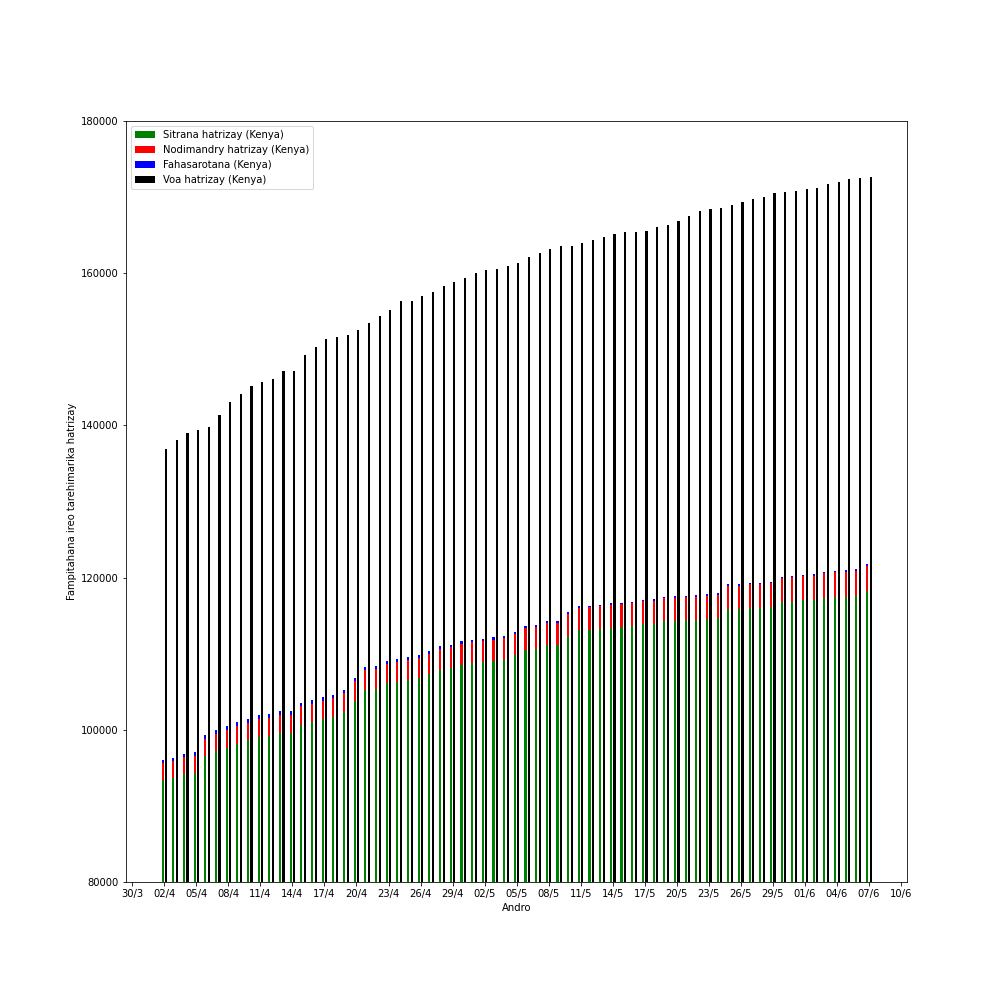 180000
160000
140000
120000
100000
80000
Fampitahana ireo tarehimarika hatrizay
Sitrana hatrizay (Kenya)
Nodimandry hatrizay (Kenya)
Fahasarotana (Kenya)
Voa hatrizay (Kenya)
30/3 02/4 05/4 08/4 11/4 14/4 17/4 20/4 23/4 26/4 29/4 02/5 05/5 08/5 11/5 14/5 17/5 20/5 23/5 26/5 29/5 01/6 04/6 07/6 10/6
Andro